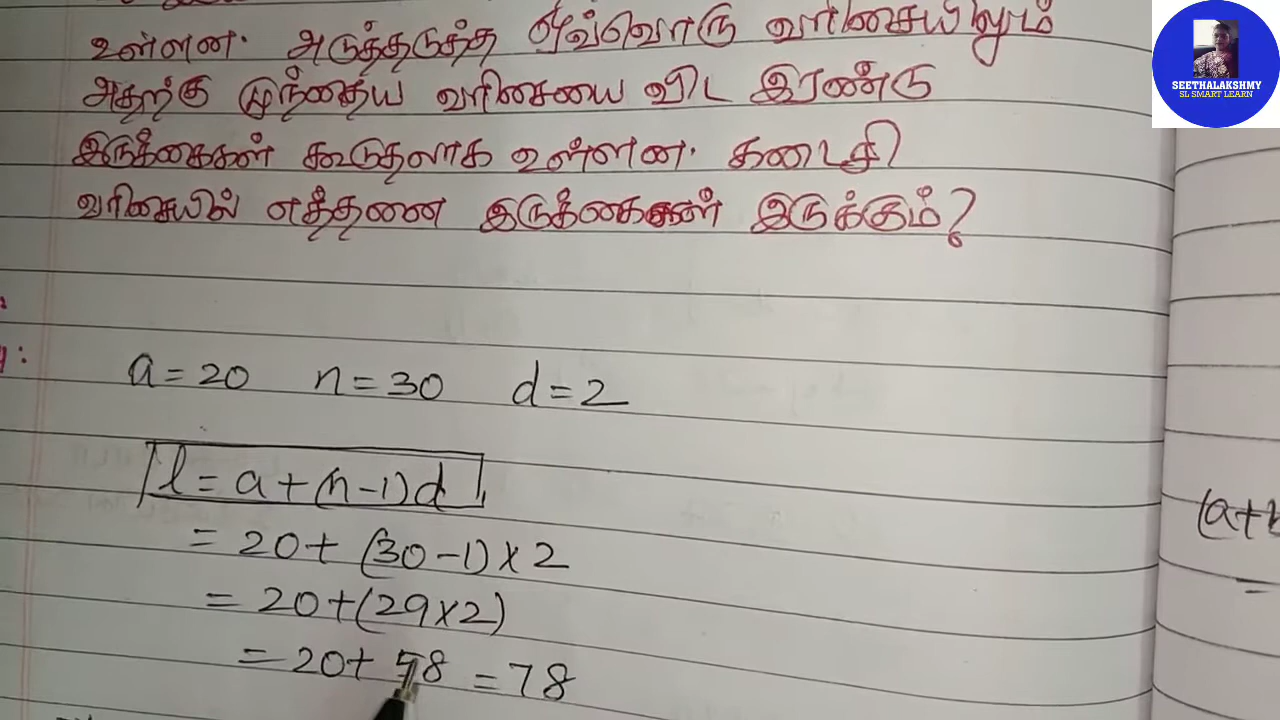 உள்ளன. அடுத்தடுத்த ஒவ்வொரு வரிசையிலும்
அதற்கு முந்தைய வரிசையை விட இரண்டு
இருக்கைகள் கூடுதலாக உள்ளன. கடைசி
வரிசையில் எத்தனை இருக்கைகள் இருக்கும்?
a = 20 n = 30 d = 2
l = a + (n - 1) d
= 20 + (30 - 1) × 2
= 20 + (29 × 2)
= 20 + 58 = 78
(a+
SEETHALAKSHMY
SL SMART LEARN